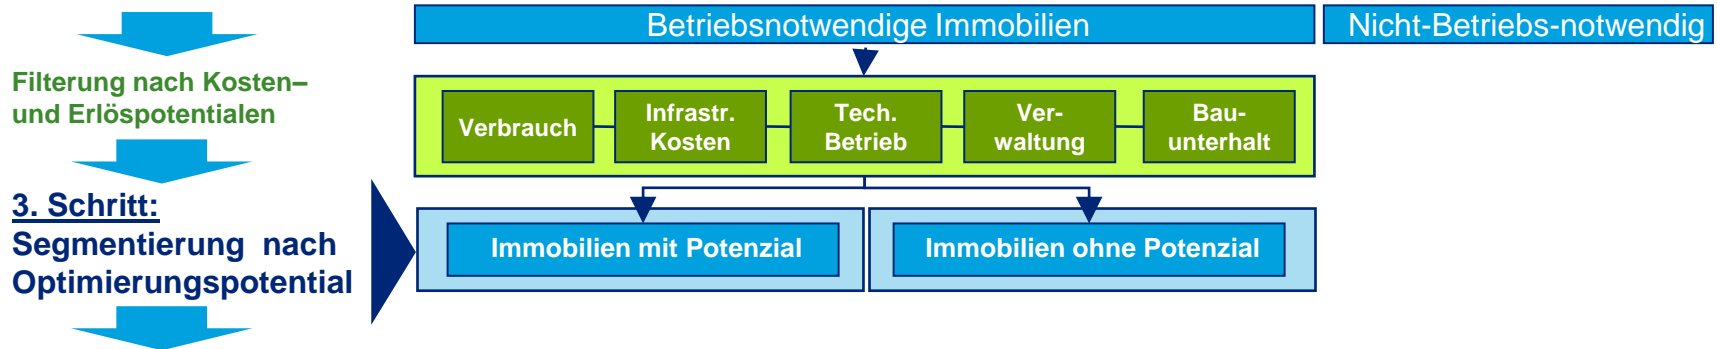 Betriebsnotwendige Immobilien
Nicht-Betriebs-notwendig
Filterung nach Kosten–
und Erlöspotentialen
Verbrauch
Infrastr.
Kosten
Tech.
Betrieb
Ver-
waltung
Bau-
unterhalt
3. Schritt:
Segmentierung nach
Optimierungspotential
Immobilien mit Potenzial
Immobilien ohne Potenzial